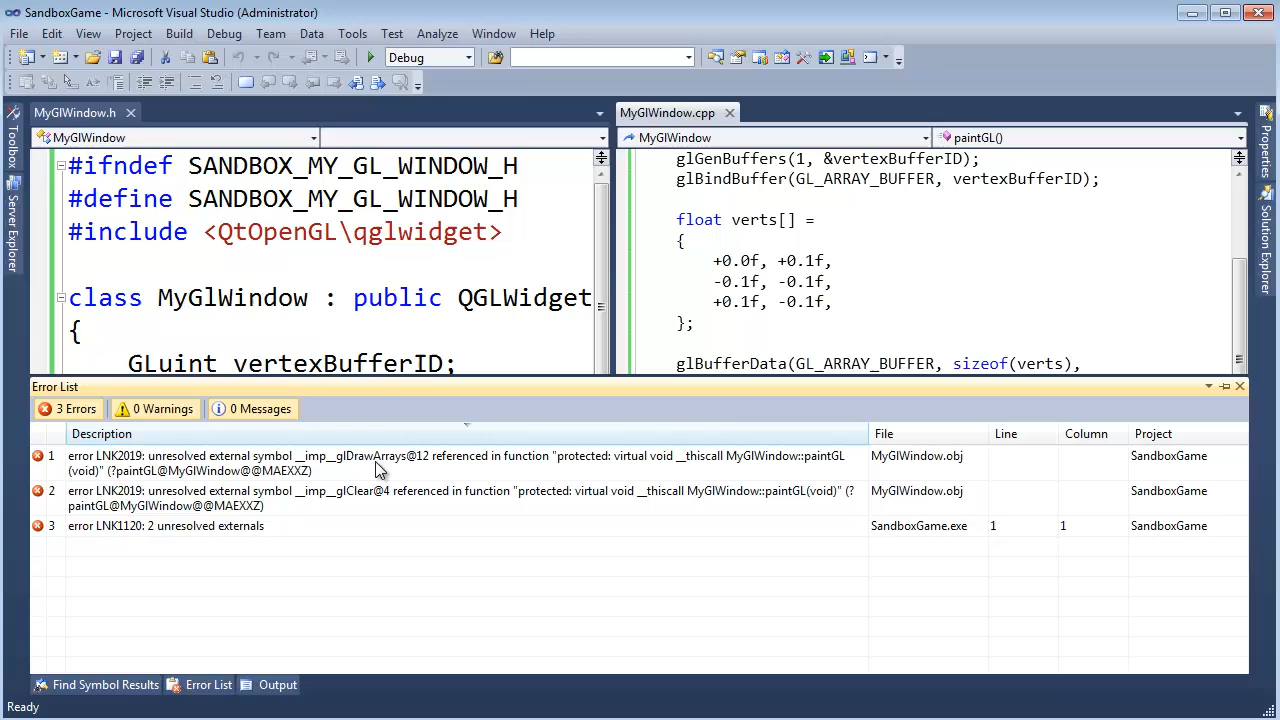 SandboxGame - Microsoft Visual Studio (Administrator)
File Edit View Project Build Debug Team Data Tools Test Analyze Window Help
Debug
MyGlWindow.h
MyGlWindow.cpp
MyGlWindow
MyGlWindow
paintGL()
Toolbox
Server Explorer
#ifndef SANDBOX_MY_GL_WINDOW_H
#define SANDBOX_MY_GL_WINDOW_H
#include <QtOpenGL\qglwidget>
class MyGlWindow : public QGLWidget
{
GLuint vertexBufferID;
glGenBuffers(1, &vertexBufferID);
glBindBuffer(GL_ARRAY_BUFFER, vertexBufferID);
float verts[] =
{
+0.0f, +0.1f,
-0.1f, -0.1f,
+0.1f, -0.1f,
};
glBufferData(GL_ARRAY_BUFFER, sizeof(verts),
Properties
Solution Explorer
Error List
3 Errors
0 Warnings
0 Messages
Description File Line Column Project
1 error LNK2019: unresolved external symbol __imp__glDrawArrays@12 referenced in function "protected: virtual void __thiscall MyGlWindow::paintGL MyGlWindow.obj SandboxGame
(void)" (?paintGL@MyGlWindow@@MAEXXZ)
2 error LNK2019: unresolved external symbol __imp__glClear@4 referenced in function "protected: virtual void __thiscall MyGlWindow::paintGL(void)" (? MyGlWindow.obj SandboxGame
paintGL@MyGlWindow@@MAEXXZ)
3 error LNK1120: 2 unresolved externals SandboxGame.exe 1 1 SandboxGame
Find Symbol Results
Error List
Output
Ready